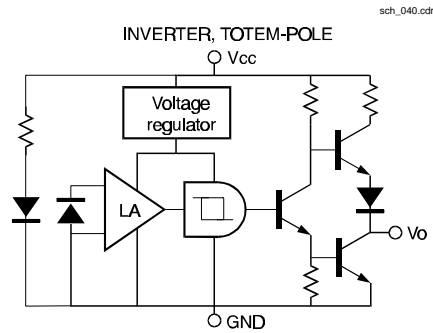 sch_040.cdr
INVERTER, TOTEM-POLE
Vcc
Voltage
regulator
LA
Vo
GND